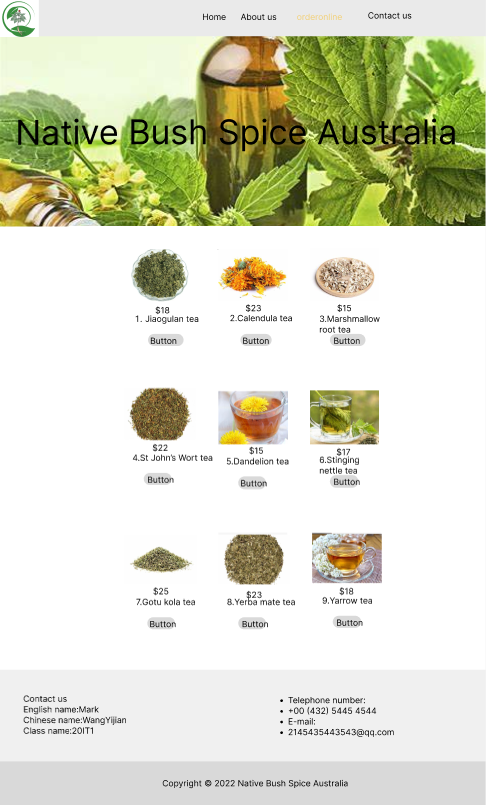 Home About us orderonline Contact us
Native Bush Spice Australia
$18 $23 $15
1. Jiaogulan tea 2.Calendula tea 3.Marshmallow
root tea
Button Button Button
$22 $15 $17
4.St John's Wort tea 5.Dandelion tea 6.Stinging
nettle tea
Button Button Button
$25 $23 $18
7.Gotu kola tea 8.Yerba mate tea 9.Yarrow tea
Button Button Button
Contact us
English name:Mark
Chinese name:WangYijian
Class name:20IT1
• Telephone number:
• +00 (432) 5445 4544
• E-mail:
• 2145435443543@qq.com
Copyright © 2022 Native Bush Spice Australia